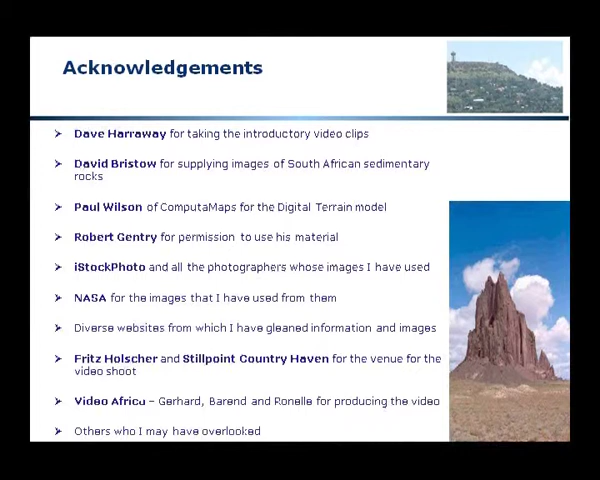 Acknowledgements
➢ Dave Harraway for taking the introductory video clips
➢ David Bristow for supplying images of South African sedimentary
rocks
➢ Paul Wilson of ComputaMaps for the Digital Terrain model
➢ Robert Gentry for permission to use his material
➢ iStockPhoto and all the photographers whose images I have used
➢ NASA for the images that I have used from them
➢ Diverse websites from which I have gleaned information and images
➢ Fritz Holscher and Stillpoint Country Haven for the venue for the
video shoot
➢ Video Africa – Gerhard, Barend and Ronelle for producing the video
➢ Others who I may have overlooked